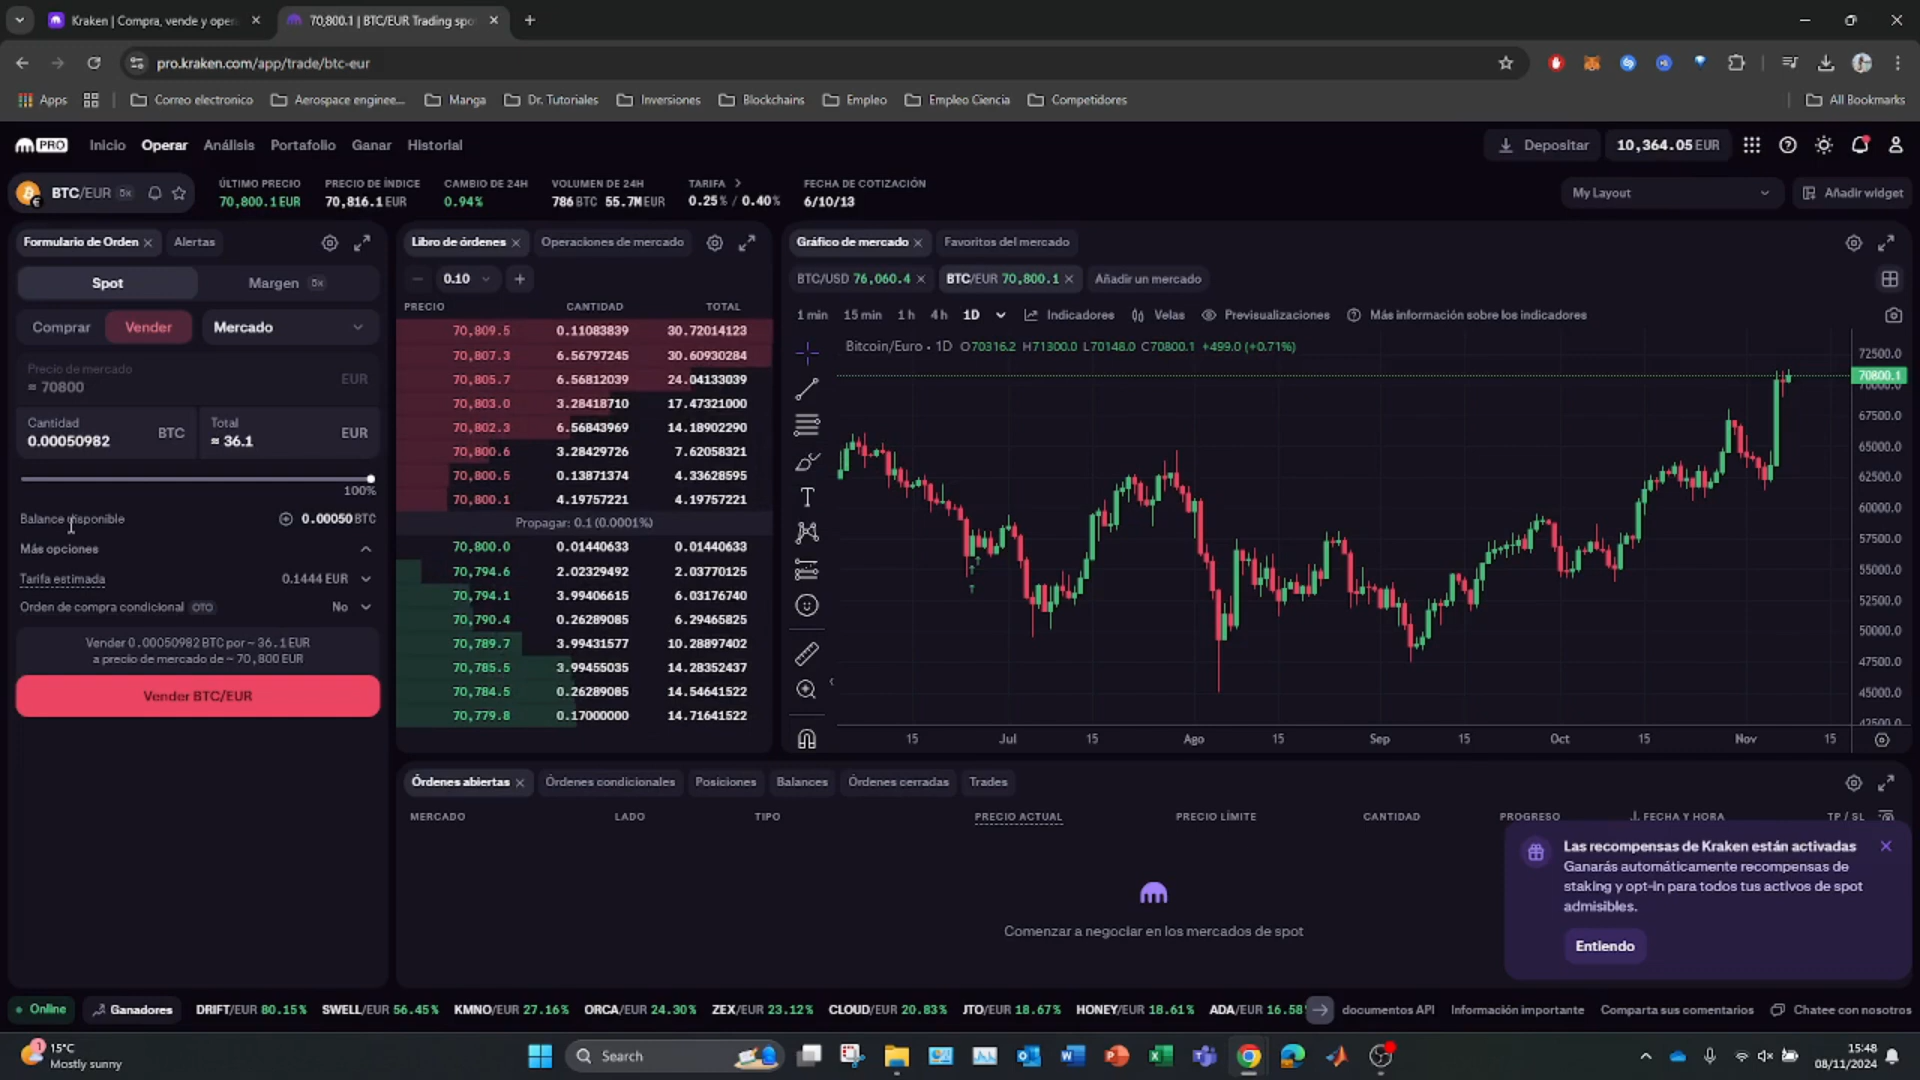 Kraken | Compra, vende y oper
70,800.1 | BTC/EUR Trading spo
pro.kraken.com/app/trade/btc-eur
Apps
Correo electronico
Aerospace enginee...
Manga
Dr. Tutoriales
Inversiones
Blockchains
Empleo
Empleo Ciencia
Competidores
All Bookmarks
PRO
Inicio
Operar
Análisis
Portafolio
Ganar
Historial
Depositar
10,364.05 EUR
BTC/EUR 5x
ÚLTIMO PRECIO
70,800.1 EUR
PRECIO DE ÍNDICE
70,816.1 EUR
CAMBIO DE 24H
0.94%
VOLUMEN DE 24H
786 BTC 55.7M EUR
TARIFA
0.25% / 0.40%
FECHA DE COTIZACIÓN
6/10/13
My Layout
Añadir widget
Formulario de Orden
Alertas
Spot
Margen 5x
Comprar
Vender
Mercado
Precio de mercado
≈ 70800
EUR
Cantidad
0.00050982
BTC
Total
≈ 36.1
EUR
100%
Balance disponible
0.00050 BTC
Más opciones
Tarifa estimada
0.1444 EUR
Orden de compra condicional OTO
No
Vender 0.00050982 BTC por ~ 36.1 EUR
a precio de mercado de ~ 70,800 EUR
Vender BTC/EUR
Libro de órdenes
Operaciones de mercado
0.10
PRECIO CANTIDAD TOTAL
70,809.5 0.11083839 30.72014123
70,807.3 6.56797245 30.60930284
70,805.7 6.56812039 24.04133039
70,803.0 3.28418710 17.47321000
70,802.3 6.56843969 14.18902290
70,800.6 3.28429726 7.62058321
70,800.5 0.13871374 4.33628595
70,800.1 4.19757221 4.19757221
Propagar: 0.1 (0.0001%)
70,800.0 0.01440633 0.01440633
70,794.6 2.02329492 2.03770125
70,794.1 3.99406615 6.03176740
70,790.4 0.26289085 6.29465825
70,789.7 3.99431577 10.28897402
70,785.5 3.99455035 14.28352437
70,784.5 0.26289085 14.54641522
70,779.8 0.17000000 14.71641522
Gráfico de mercado
Favoritos del mercado
BTC/USD 76,060.4
BTC/EUR 70,800.1
Añadir un mercado
1 min
15 min
1 h
4 h
1D
Indicadores
Velas
Previsualizaciones
Más información sobre los indicadores
Bitcoin/Euro • 1D O70316.2 H71300.0 L70148.0 C70800.1 +499.0 (+0.71%)
72500.0
70800.1
70000.0
67500.0
65000.0
62500.0
60000.0
57500.0
55000.0
52500.0
50000.0
47500.0
45000.0
42500.0
15 Jul 15 Ago 15 Sep 15 Oct 15 Nov 15
Órdenes abiertas
Órdenes condicionales
Posiciones
Balances
Órdenes cerradas
Trades
MERCADO
LADO
TIPO
PRECIO ACTUAL
PRECIO LÍMITE
CANTIDAD
PROGRESO
FECHA Y HORA
TP / SL
Comenzar a negociar en los mercados de spot
Las recompensas de Kraken están activadas
Ganarás automáticamente recompensas de
staking y opt-in para todos tus activos de spot
admisibles.
Entiendo
Online
Ganadores
DRIFT/EUR 80.15%
SWELL/EUR 56.45%
KMNO/EUR 27.16%
ORCA/EUR 24.30%
ZEX/EUR 23.12%
CLOUD/EUR 20.83%
JTO/EUR 18.67%
HONEY/EUR 18.61%
ADA/EUR 16.58
documentos API
Información importante
Comparta sus comentarios
Chatee con nosotros
1
15°C
Mostly sunny
Search
15:48
08/11/2024